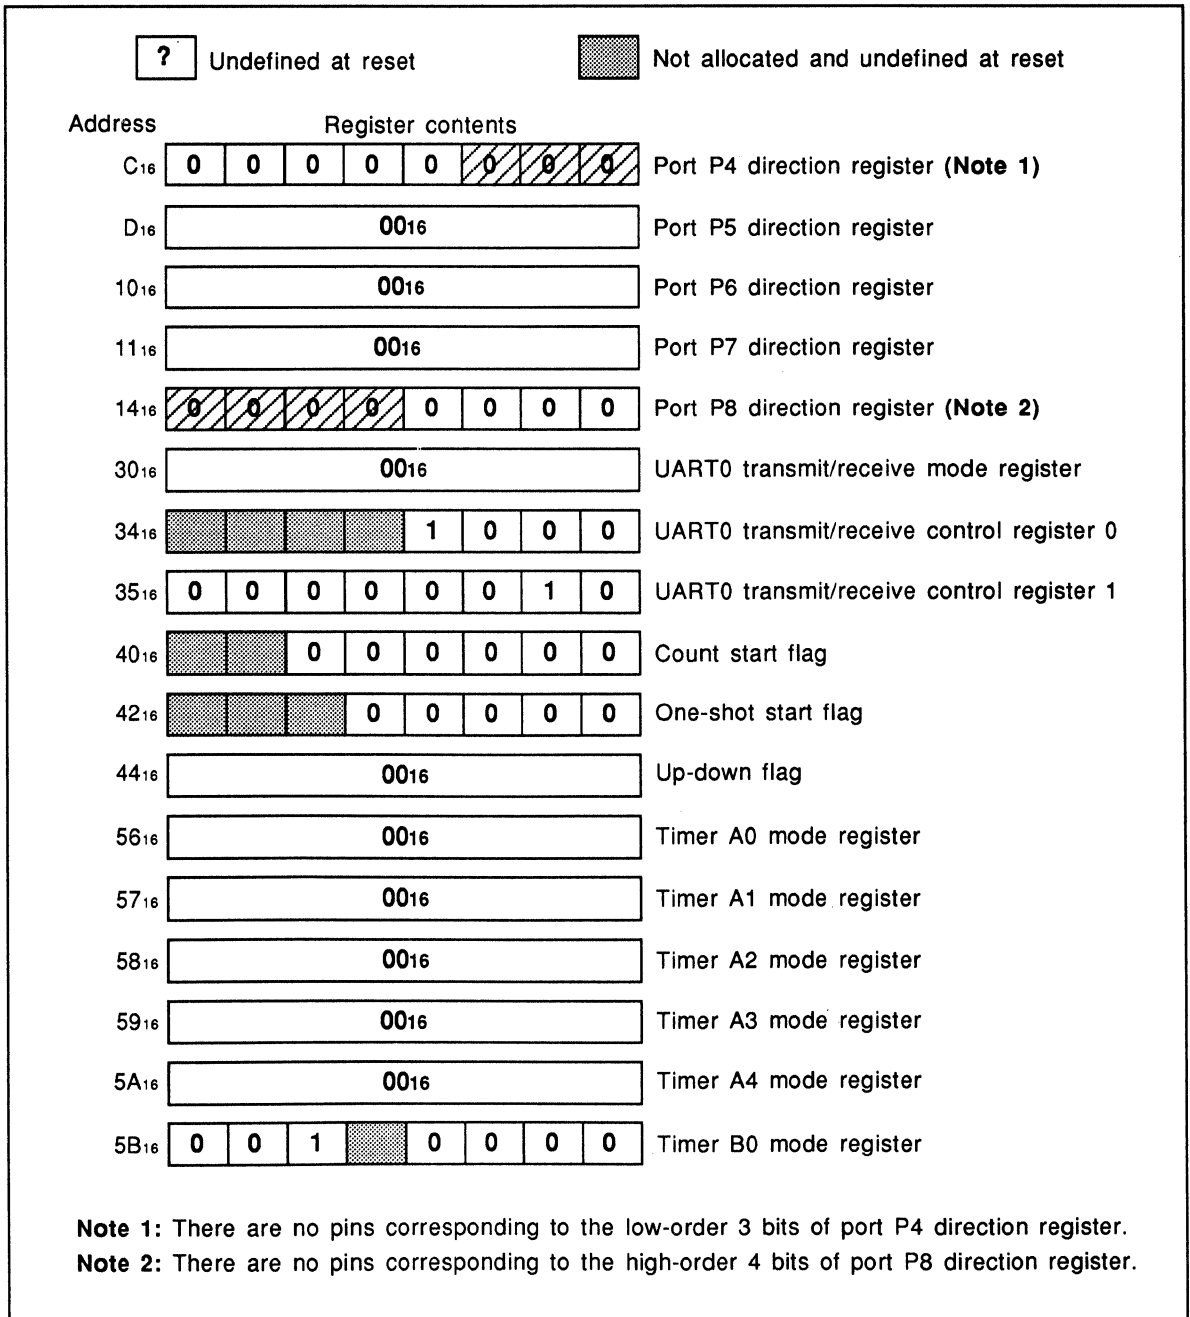 ? Undefined at reset Not allocated and undefined at reset
Address Register contents
C16 0 0 0 0 0 0 0 0 Port P4 direction register (Note 1)
D16 0016 Port P5 direction register
1016 0016 Port P6 direction register
1116 0016 Port P7 direction register
1416 0 0 0 0 0 0 0 0 Port P8 direction register (Note 2)
3016 0016 UART0 transmit/receive mode register
3416 1 0 0 0 UART0 transmit/receive control register 0
3516 0 0 0 0 0 0 1 0 UART0 transmit/receive control register 1
4016 0 0 0 0 0 0 Count start flag
4216 0 0 0 0 0 One-shot start flag
4416 0016 Up-down flag
5616 0016 Timer A0 mode register
5716 0016 Timer A1 mode register
5816 0016 Timer A2 mode register
5916 0016 Timer A3 mode register
5A16 0016 Timer A4 mode register
5B16 0 0 1 0 0 0 0 Timer B0 mode register
Note 1: There are no pins corresponding to the low-order 3 bits of port P4 direction register.
Note 2: There are no pins corresponding to the high-order 4 bits of port P8 direction register.